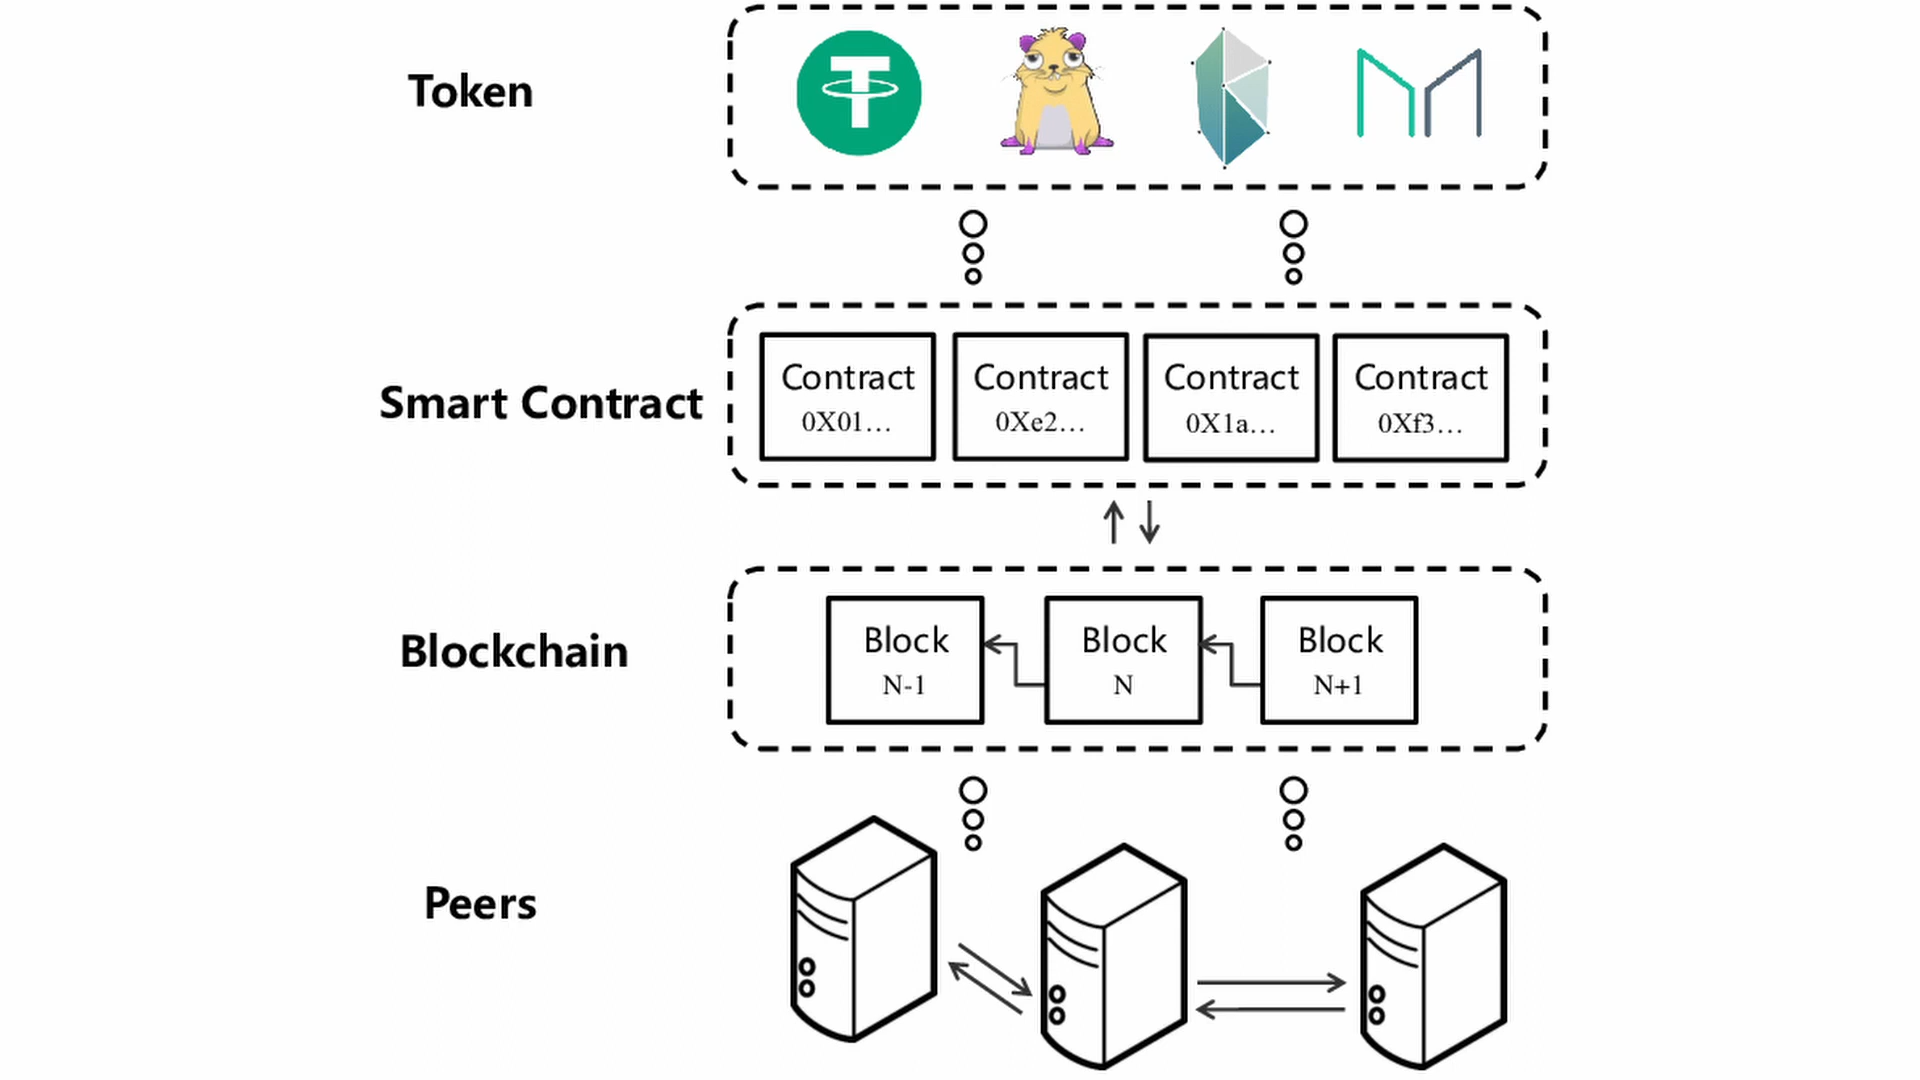 Token
Smart Contract
Contract
0X01...
Contract
0Xe2...
Contract
0X1a...
Contract
0Xf3...
Blockchain
Block
N-1
Block
N
Block
N+1
Peers